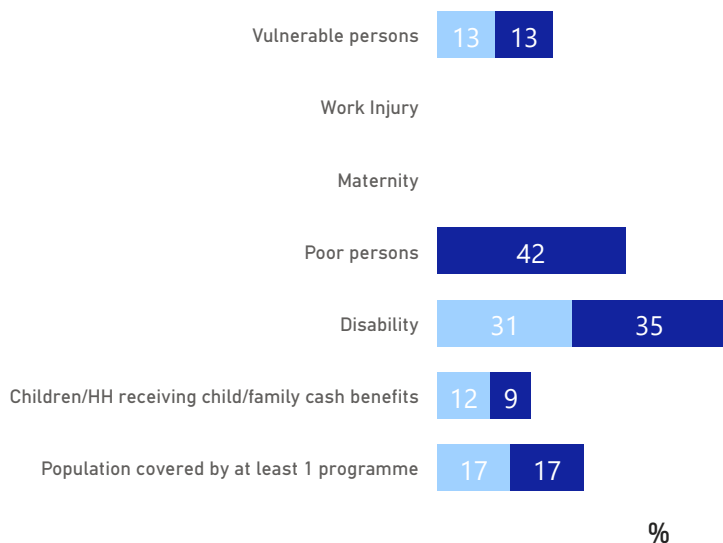 Vulnerable persons 13 13
Work Injury
Maternity
Poor persons 42
Disability 31 35
Children/HH receiving child/family cash benefits 12 9
Population covered by at least 1 programme 17 17
%